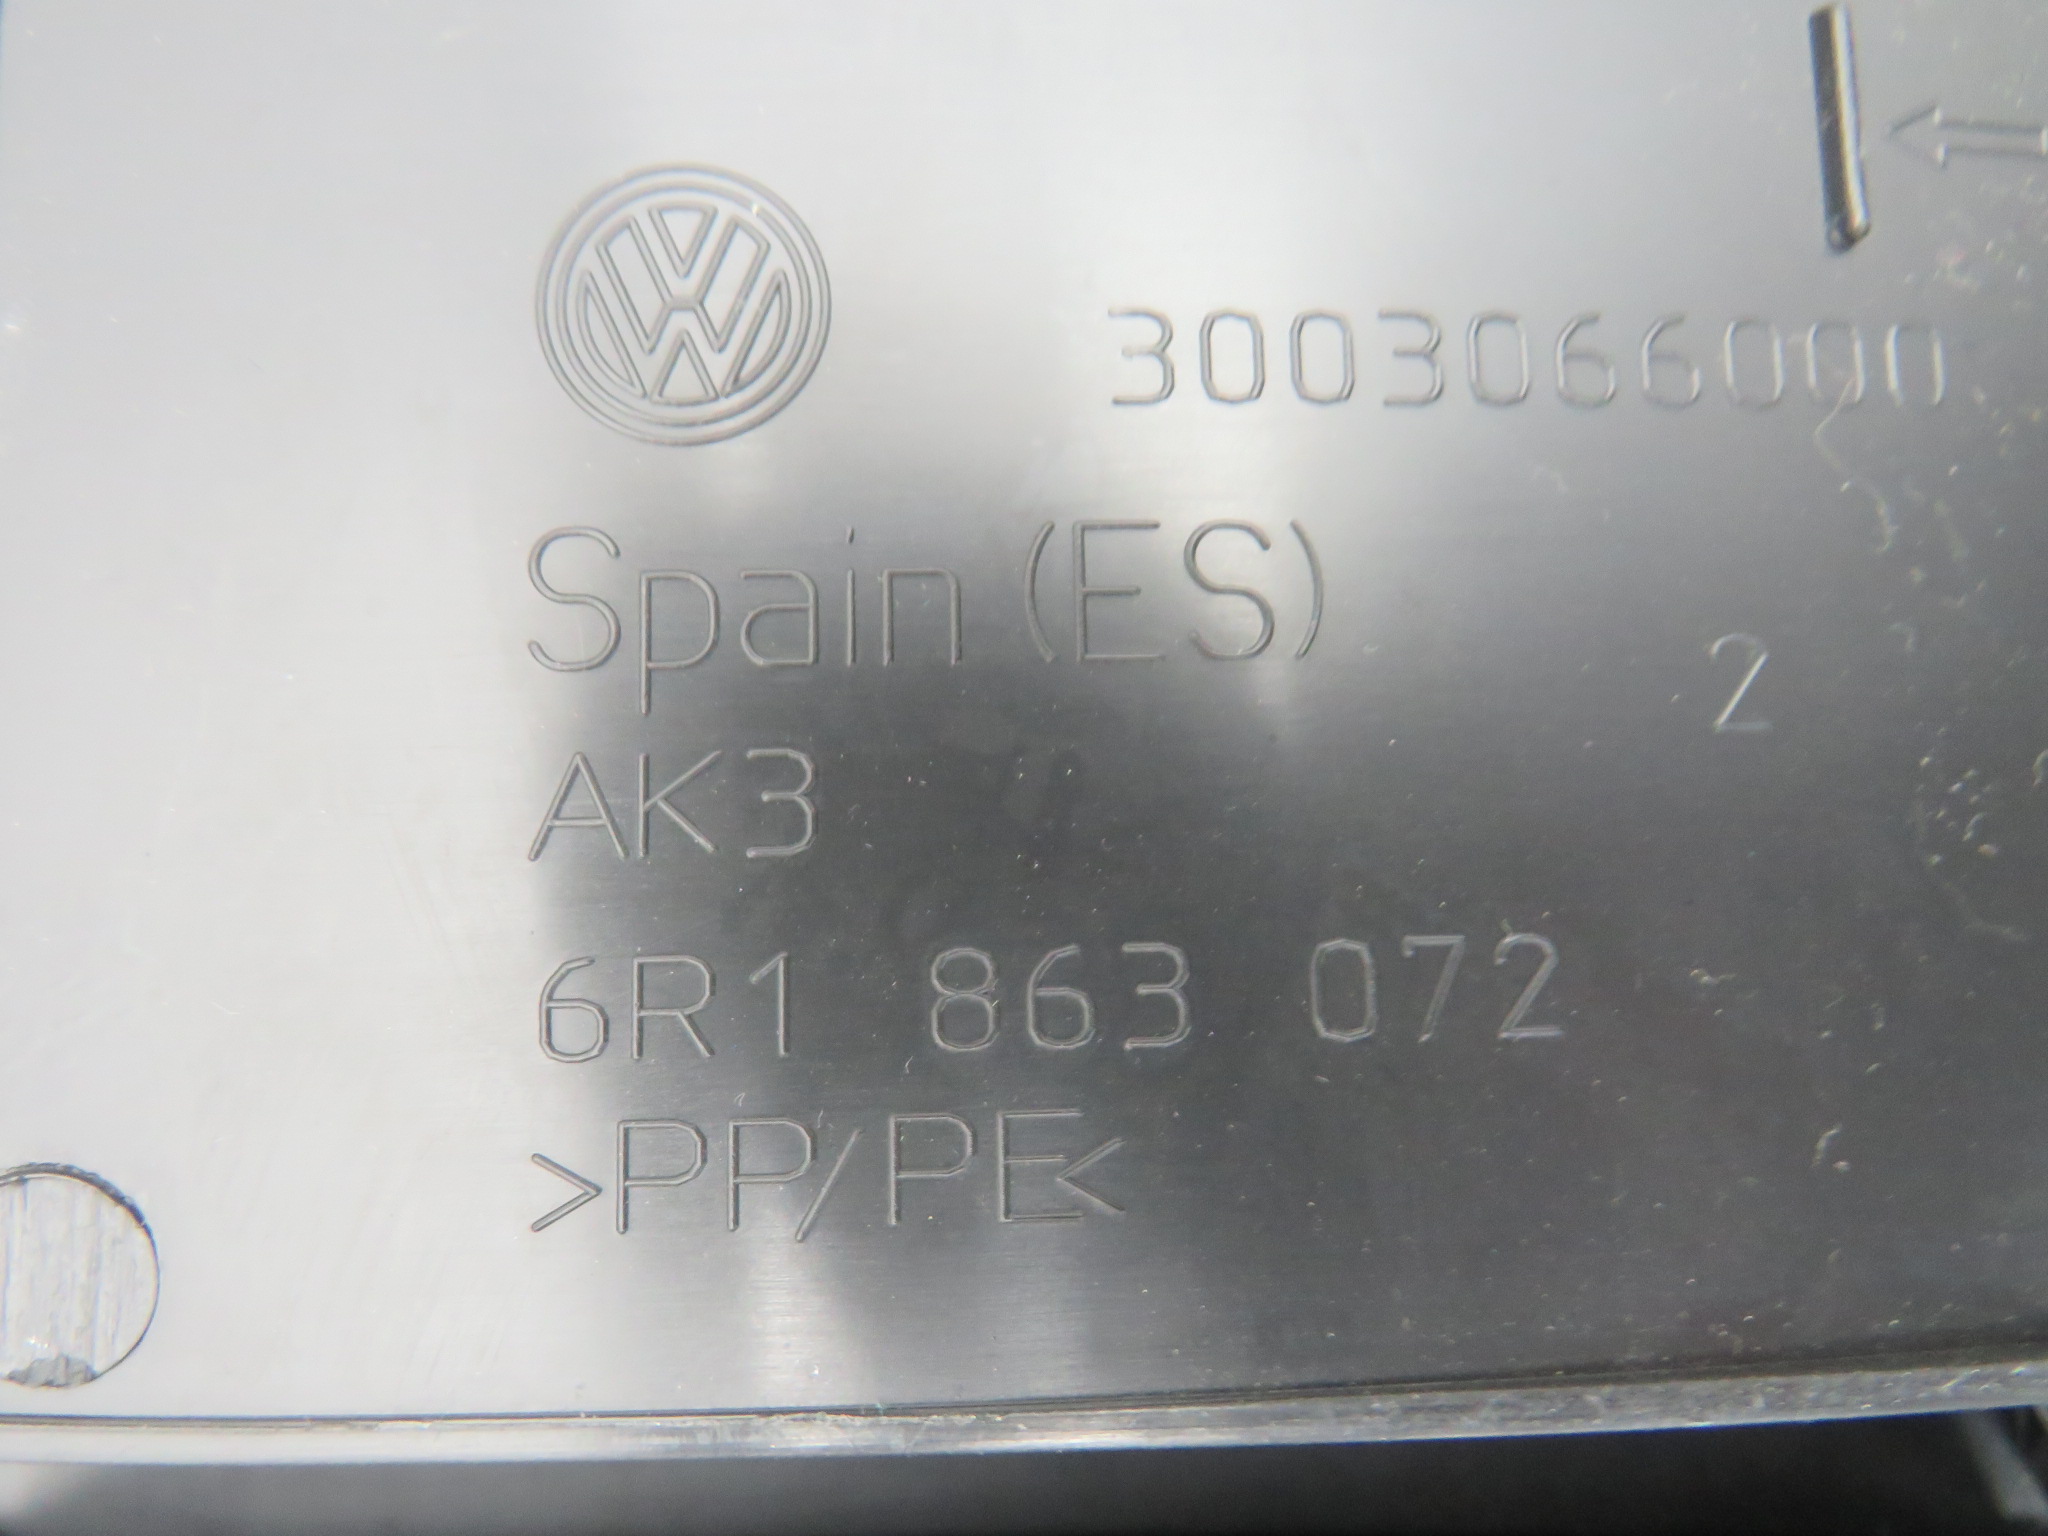 3003066000
Spain (ES)
2
AK3
6R1 863 072
>PP/PE<